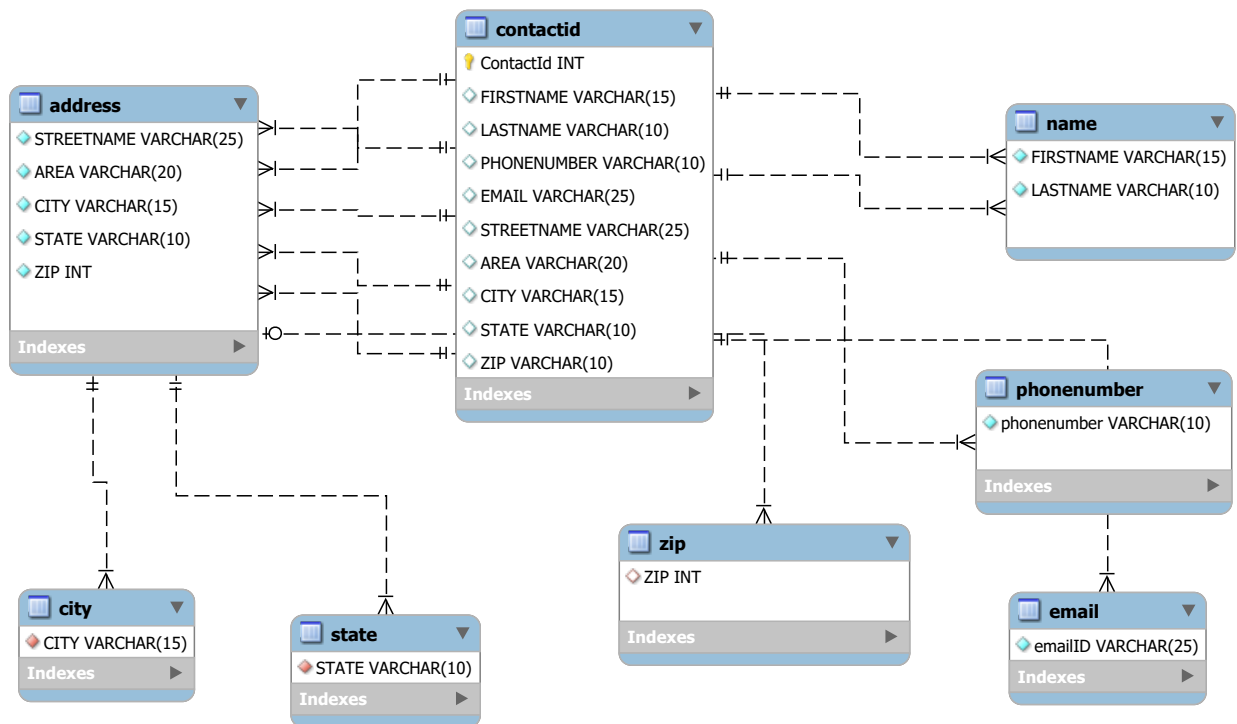 contactid
ContactId INT
FIRSTNAME VARCHAR(15)
LASTNAME VARCHAR(10)
PHONENUMBER VARCHAR(10)
EMAIL VARCHAR(25)
STREETNAME VARCHAR(25)
AREA VARCHAR(20)
CITY VARCHAR(15)
STATE VARCHAR(10)
ZIP VARCHAR(10)
Indexes
address
STREETNAME VARCHAR(25)
AREA VARCHAR(20)
CITY VARCHAR(15)
STATE VARCHAR(10)
ZIP INT
Indexes
name
FIRSTNAME VARCHAR(15)
LASTNAME VARCHAR(10)
phonenumber
phonenumber VARCHAR(10)
Indexes
zip
ZIP INT
Indexes
city
CITY VARCHAR(15)
Indexes
state
STATE VARCHAR(10)
Indexes
email
emailID VARCHAR(25)
Indexes